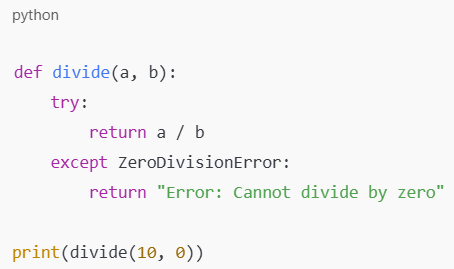 python
def divide(a, b):
    try:
        return a / b
    except ZeroDivisionError:
        return "Error: Cannot divide by zero"
print(divide(10, 0))